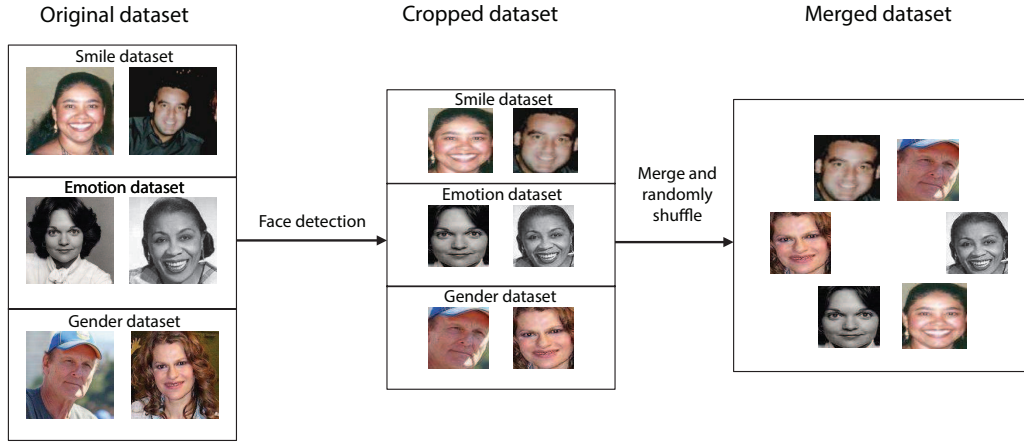 Original dataset
Cropped dataset
Merged dataset
Smile dataset
Emotion dataset
Gender dataset
Face detection
Smile dataset
Emotion dataset
Gender dataset
Merge and
randomly
shuffle